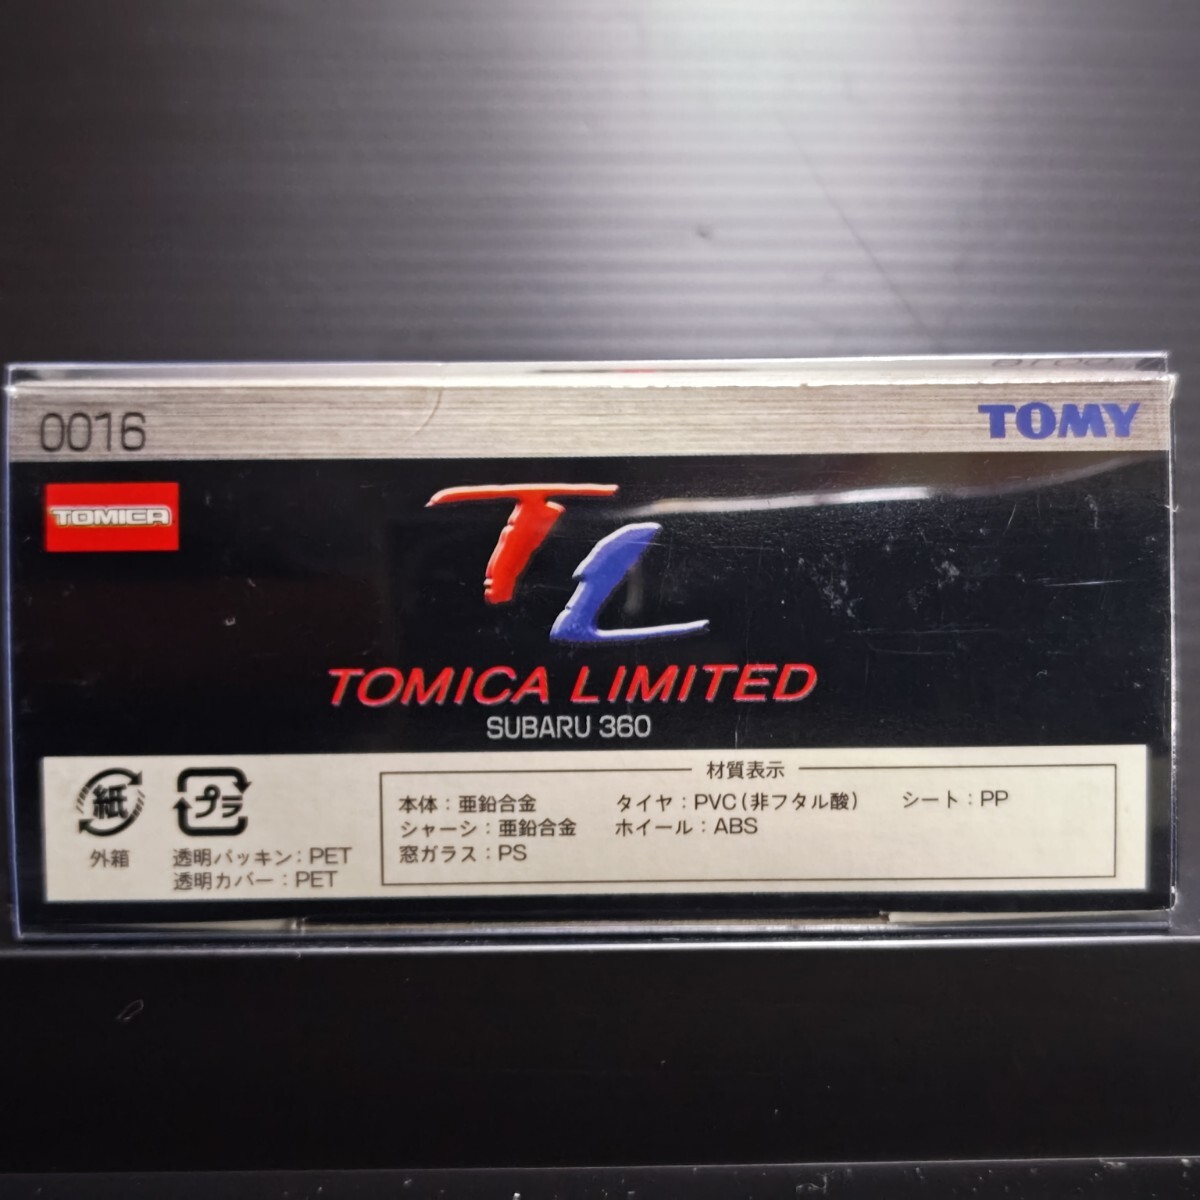 0016
TOMY
TOMICA
TL
TOMICA LIMITED
SUBARU 360
紙
外箱
プラ
透明パッキン：PET
透明カバー：PET
材質表示
本体：亜鉛合金 タイヤ：PVC（非フタル酸） シート：PP
シャーシ：亜鉛合金 ホイール：ABS
窓ガラス：PS